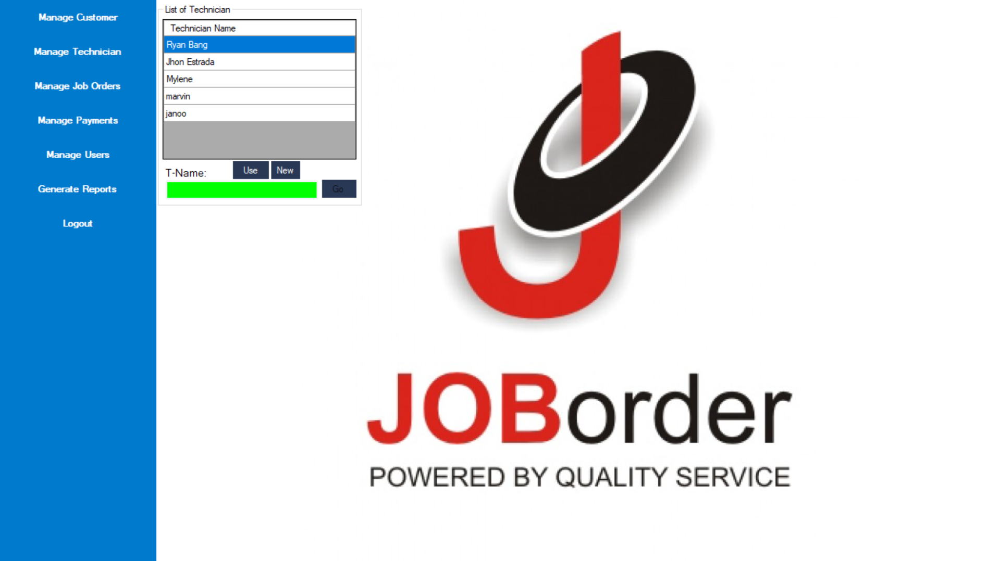 Manage Customer
Manage Technician
Manage Job Orders
Manage Payments
Manage Users
Generate Reports
Logout
List of Technician
Technician Name
Ryan Bang
Jhon Estrada
Mylene
marvin
janoo
T-Name:
Use
New
Go
JOBorder
POWERED BY QUALITY SERVICE